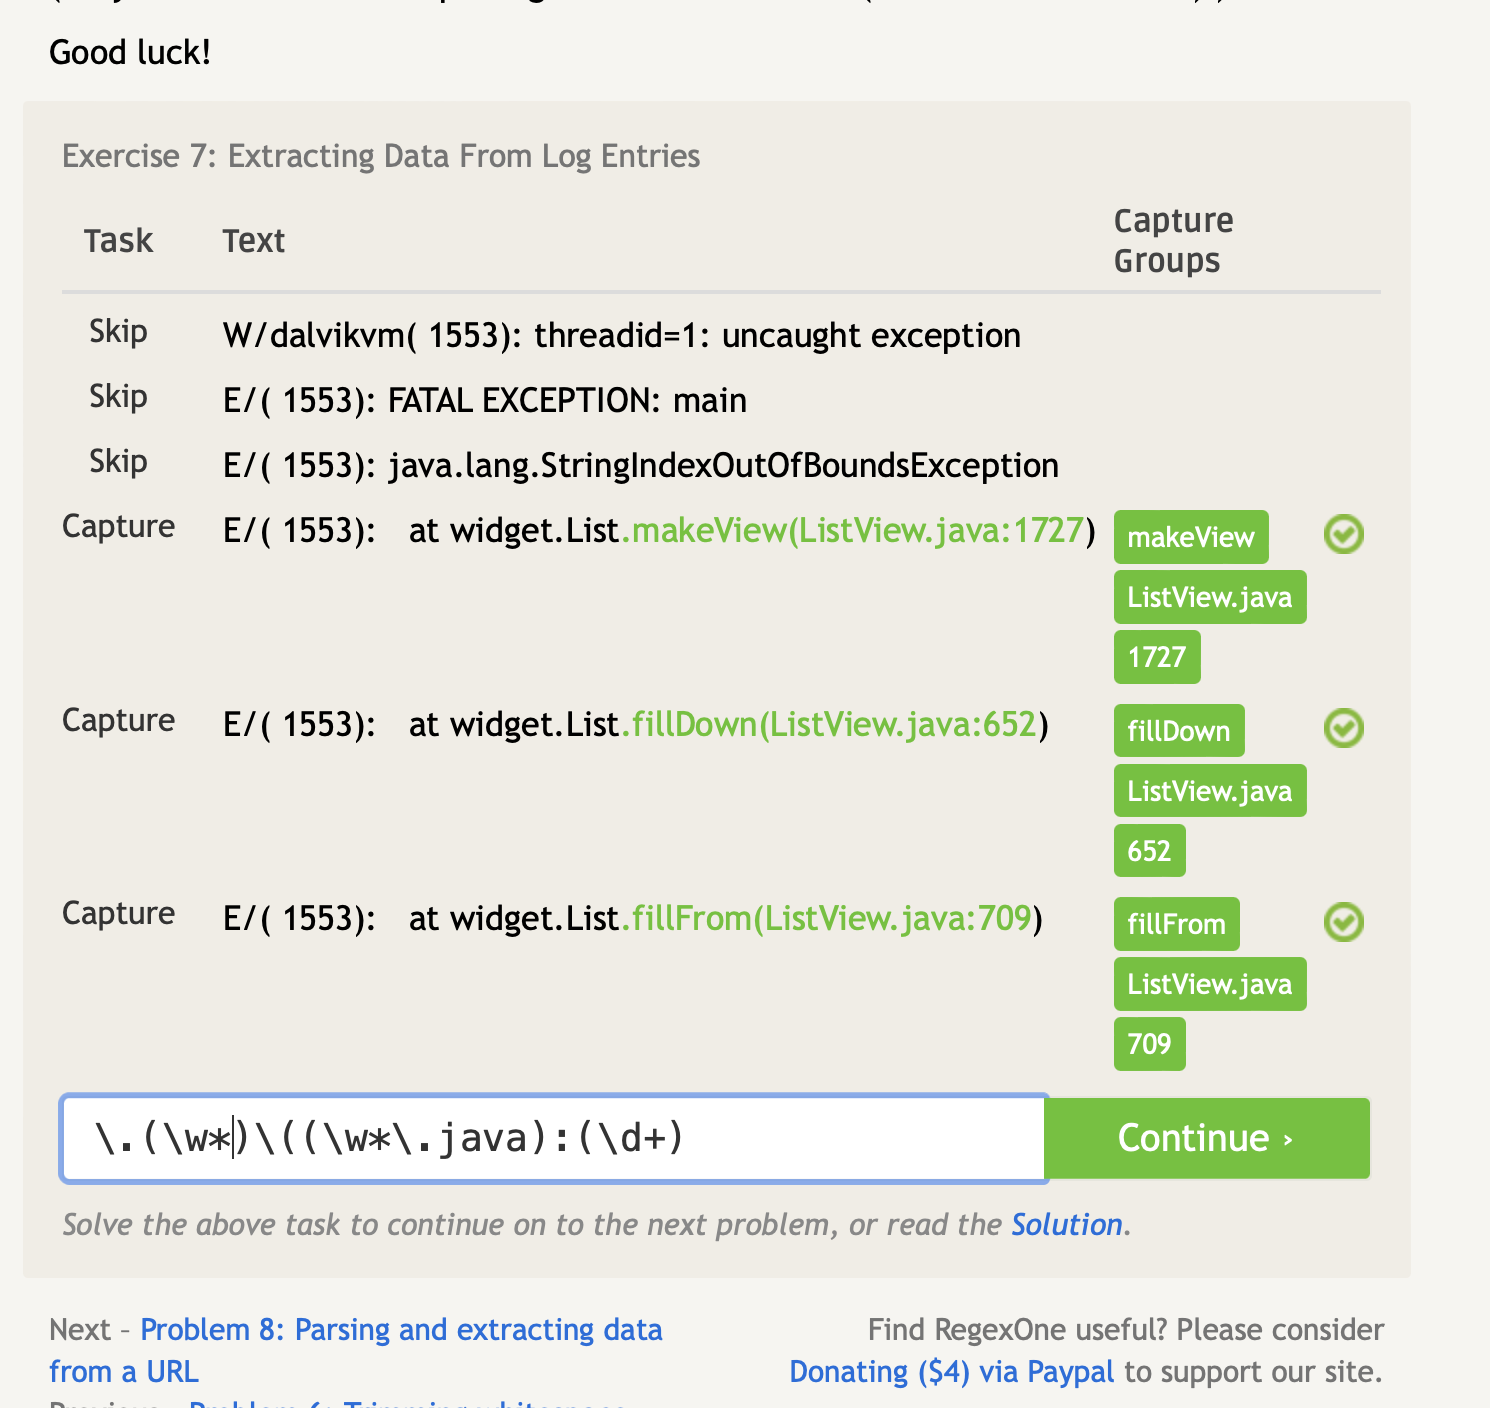 Good luck!
Exercise 7: Extracting Data From Log Entries
Task Text Capture Groups
Skip W/dalvikvm( 1553): threadid=1: uncaught exception
Skip E/( 1553): FATAL EXCEPTION: main
Skip E/( 1553): java.lang.StringIndexOutOfBoundsException
Capture E/( 1553):   at widget.List.makeView(ListView.java:1727) makeView
ListView.java
1727
Capture E/( 1553):   at widget.List.fillDown(ListView.java:652) fillDown
ListView.java
652
Capture E/( 1553):   at widget.List.fillFrom(ListView.java:709) fillFrom
ListView.java
709
\.(\w*)\((\w*\.java):(\d+) Continue ›
Solve the above task to continue on to the next problem, or read the Solution.
Next – Problem 8: Parsing and extracting data
from a URL
Find RegexOne useful? Please consider
Donating ($4) via Paypal to support our site.